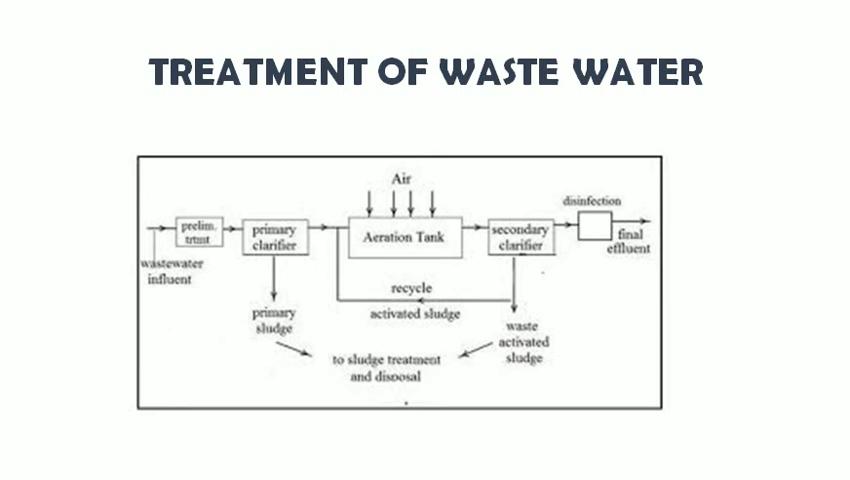 TREATMENT OF WASTE WATER
Air
disinfection
prelim.
trtmt
primary
clarifier
Aeration Tank
secondary
clarifier
final
effluent
wastewater
influent
recycle
activated sludge
primary
sludge
waste
activated
sludge
to sludge treatment
and disposal